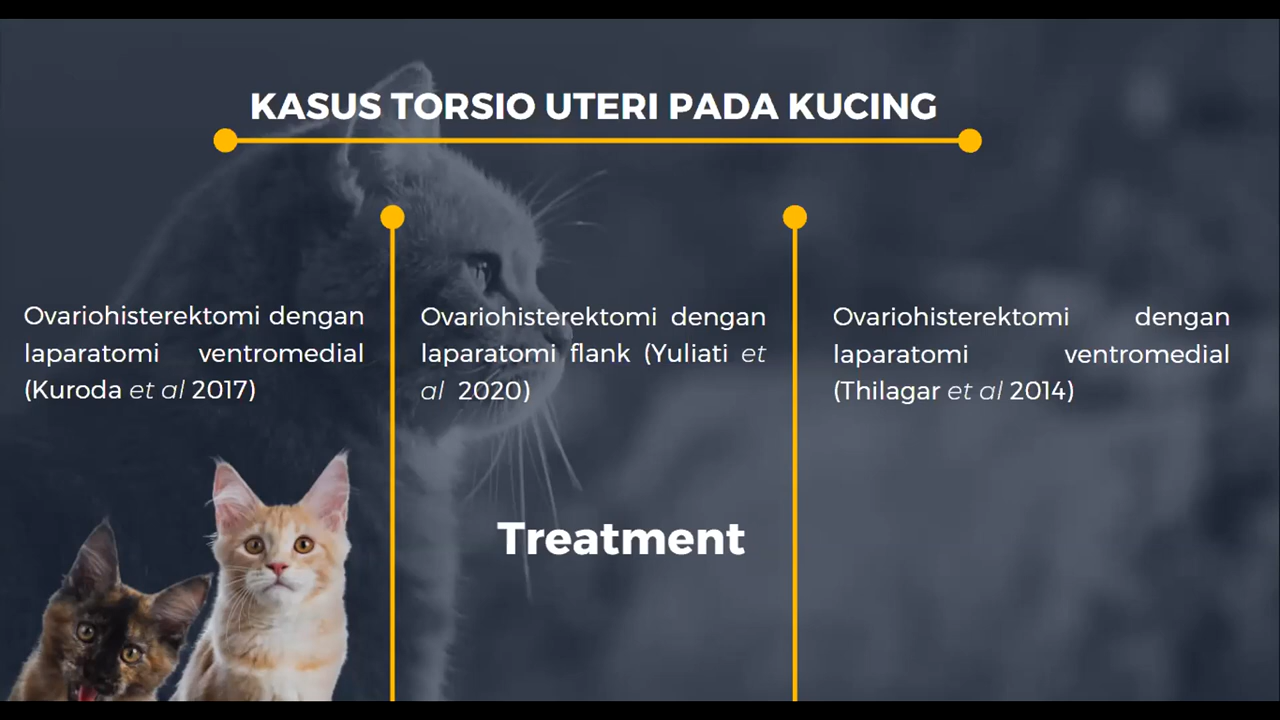 KASUS TORSIO UTERI PADA KUCING
Ovariohisterektomi dengan
laparatomi ventromedial
(Kuroda et al 2017)
Ovariohisterektomi dengan
laparatomi flank (Yuliati et
al 2020)
Ovariohisterektomi dengan
laparatomi ventromedial
(Thilagar et al 2014)
Treatment